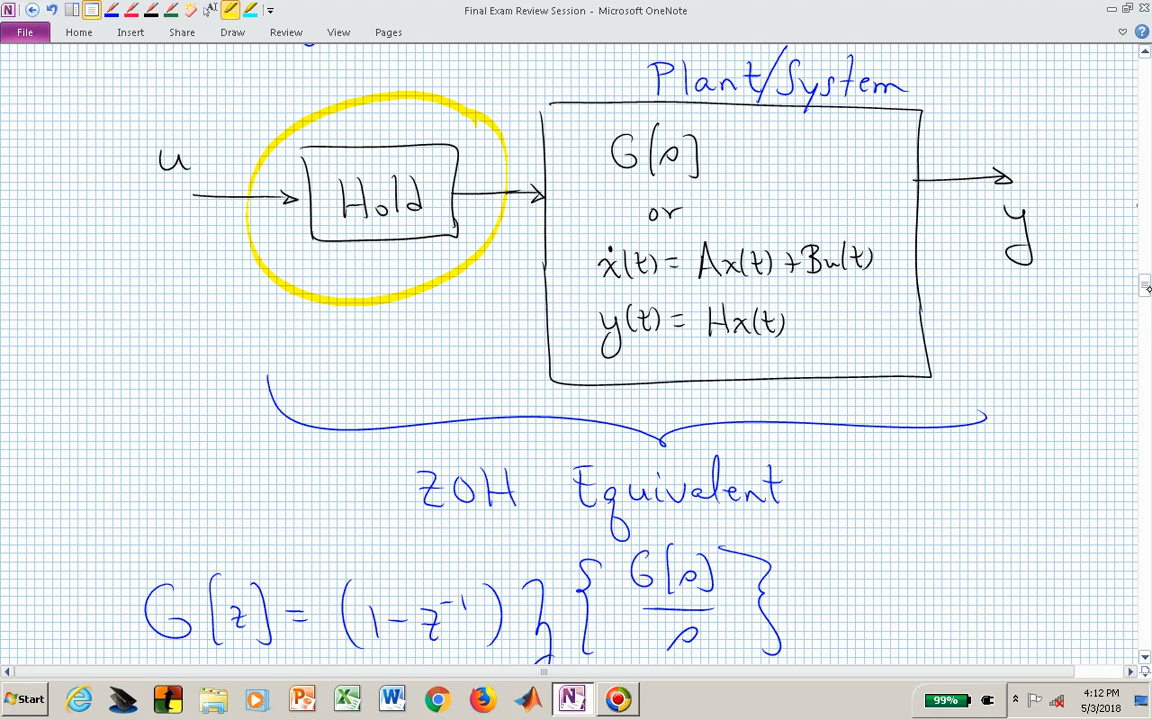 Final Exam Review Session - Microsoft OneNote
File Home Insert Share Draw Review View Pages
Plant/System
u
Hold
G[s]
or
ẋ(t) = Ax(t) + Bu(t)
y(t) = Hx(t)
y
ZOH Equivalent
G[z] = (1 - z⁻¹) 𝒵 { G[s] / s }
Start
99%
4:12 PM
5/3/2018